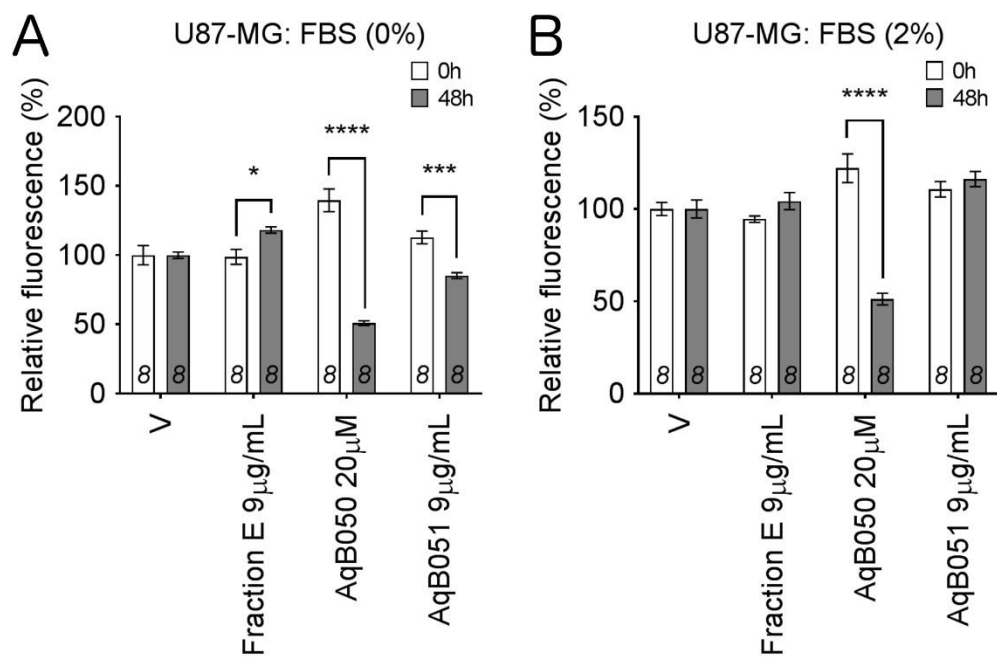 A
U87-MG: FBS (0%)
0h
48h
Relative fluorescence (%)
200
150
100
50
0
*
****
***
8
8
8
8
8
8
8
8
V
Fraction E 9μg/mL
AqB050 20μM
AqB051 9μg/mL
B
U87-MG: FBS (2%)
0h
48h
Relative fluorescence (%)
150
100
50
0
****
8
8
8
8
8
8
8
8
V
Fraction E 9μg/mL
AqB050 20μM
AqB051 9μg/mL